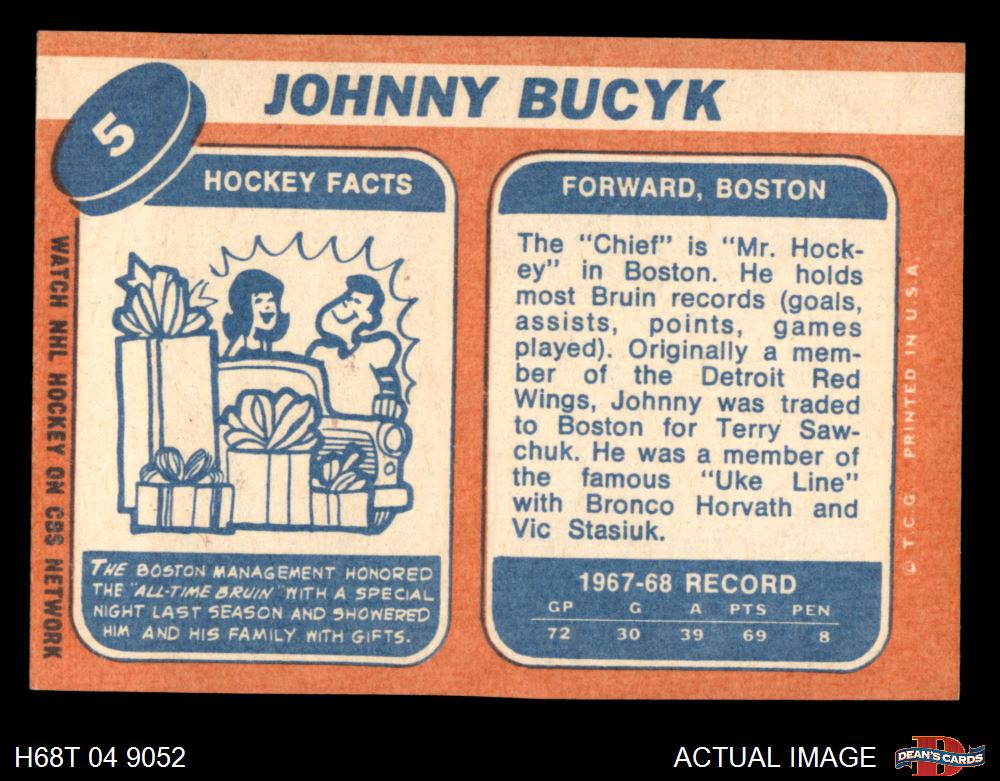 5
JOHNNY BUCYK
HOCKEY FACTS
THE BOSTON MANAGEMENT HONORED
THE "ALL-TIME BRUIN" WITH A SPECIAL
NIGHT LAST SEASON AND SHOWERED
HIM AND HIS FAMILY WITH GIFTS.
WATCH NHL HOCKEY ON CBS NETWORK
FORWARD, BOSTON
The "Chief" is "Mr. Hock-
ey" in Boston. He holds
most Bruin records (goals,
assists, points, games
played). Originally a mem-
ber of the Detroit Red
Wings, Johnny was traded
to Boston for Terry Saw-
chuk. He was a member of
the famous "Uke Line"
with Bronco Horvath and
Vic Stasiuk.
1967-68 RECORD
GP G A PTS PEN
72 30 39 69 8
© T.C.G. PRINTED IN U.S.A.
H68T 04 9052
ACTUAL IMAGE
D
DEAN'S CARDS